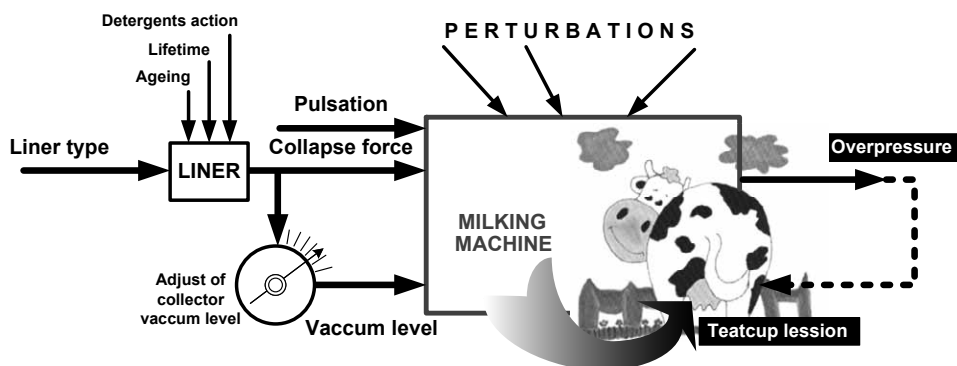 Detergents action
Lifetime
Ageing
PERTURBATIONS
Pulsation
Liner type
LINER
Collapse force
Overpressure
MILKING
MACHINE
Adjust of
collector
vaccum level
Vaccum level
Teatcup lession